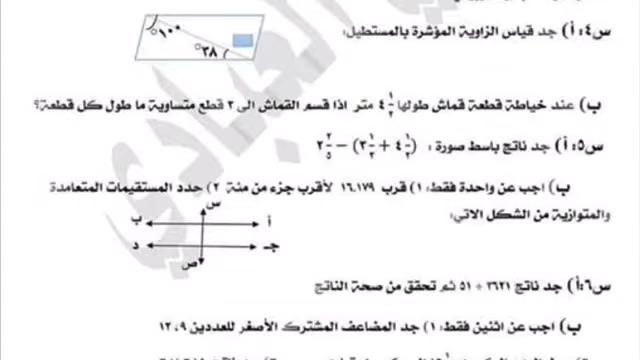 س٤: أ) جد قياس الزاوية المؤشرة بالمستطيل:
١٠٠°
٣٨°
ب) عند خياطة قطعة قماش طولها ٤ ١/٢ متر اذا قسم القماش الى ٢ قطع متساوية ما طول كل قطعة؟
س٥: أ) جد ناتج بابسط صورة : (٤ ١/٢ + ٣ ١/٢) − ٢ ٢/٥
ب) اجب عن واحدة فقط: ١) قرب ١٦.١٧٩ لأقرب جزء من مئة ٢) حدد المستقيمات المتعامدة
والمتوازية من الشكل الاتي:
س
ب أ
د جـ
ص
س٦: أ) جد ناتج ٣٦٢١ ÷ ٥١ ثم تحقق من صحة الناتج
ب) اجب عن اثنين فقط: ١) جد المضاعف المشترك الأصغر للعددين ٩، ١٢